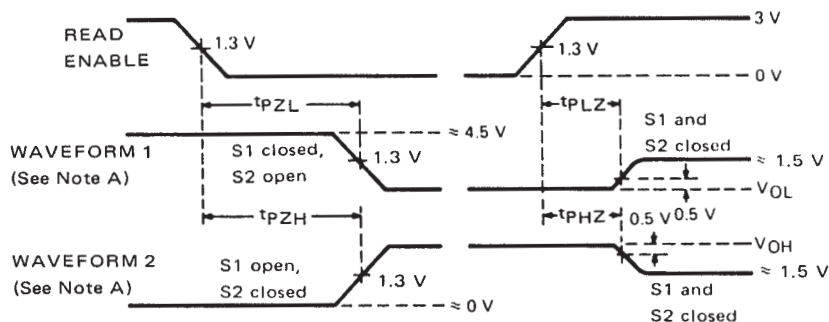 READ
ENABLE
1.3 V
1.3 V
3 V
0 V
tPZL
tPLZ
WAVEFORM 1
(See Note A)
S1 closed,
S2 open
1.3 V
≈ 4.5 V
S1 and
S2 closed
≈ 1.5 V
VOL
0.5 V
tPZH
tPHZ
0.5 V
WAVEFORM 2
(See Note A)
S1 open,
S2 closed
1.3 V
≈ 0 V
VOH
≈ 1.5 V
S1 and
S2 closed